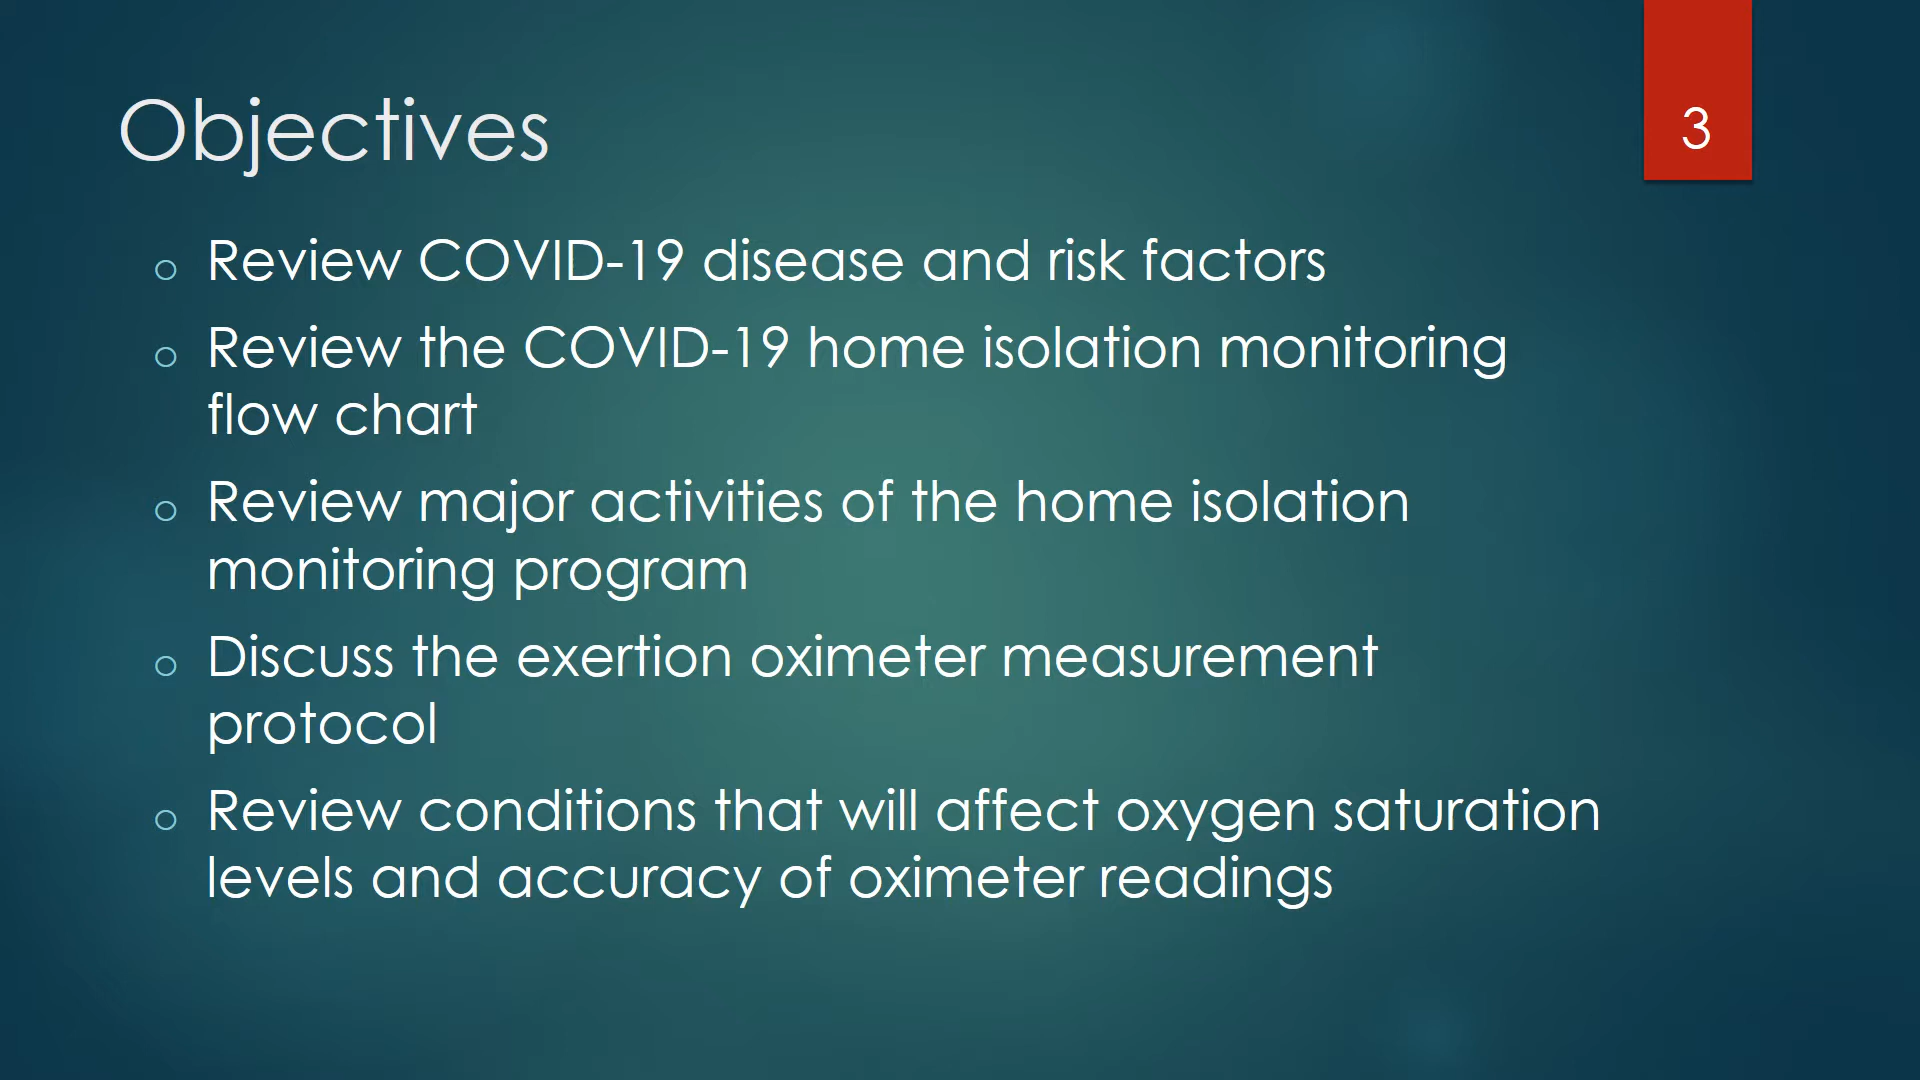 Objectives
3
Review COVID-19 disease and risk factors
Review the COVID-19 home isolation monitoring
flow chart
Review major activities of the home isolation
monitoring program
Discuss the exertion oximeter measurement
protocol
Review conditions that will affect oxygen saturation
levels and accuracy of oximeter readings